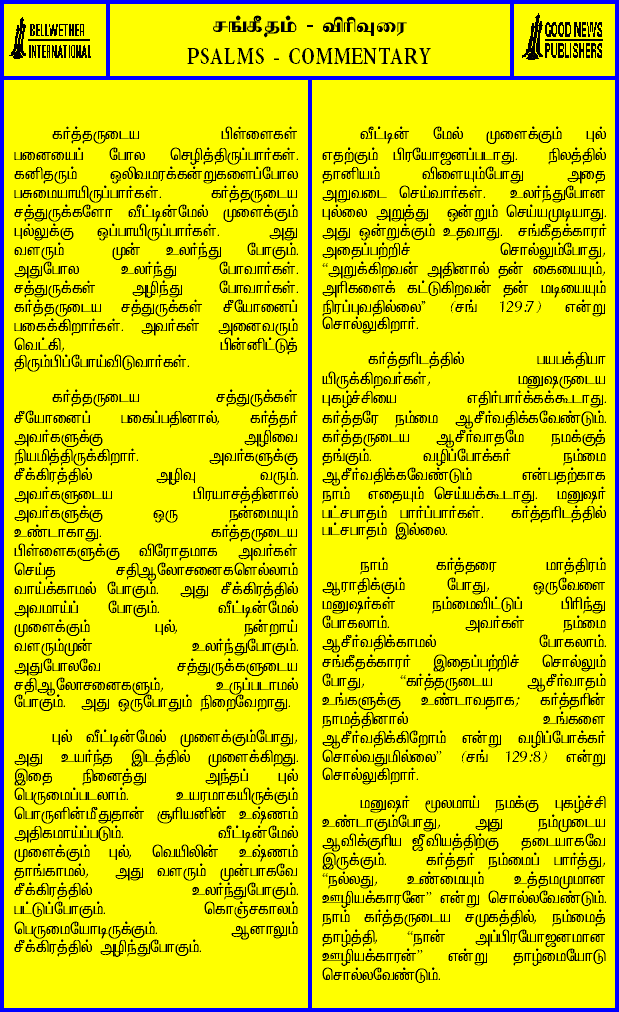 BELLWETHER
INTERNATIONAL
சங்கீதம் - விரிவுரை
PSALMS - COMMENTARY
GOOD NEWS
PUBLISHERS
கர்த்தருடைய பிள்ளைகள்
பனையைப் போல செழித்திருப்பார்கள்.
கனிதரும் ஒலிவமரக்கன்றுகளைப்போல
பசுமையாயிருப்பார்கள். கர்த்தருடைய
சத்துருக்களோ வீட்டின்மேல் முளைக்கும்
புல்லுக்கு ஒப்பாயிருப்பார்கள். அது
வளரும் முன் உலர்ந்து போகும்.
அதுபோல உலர்ந்து போவார்கள்.
சத்துருக்கள் அழிந்து போவார்கள்.
கர்த்தருடைய சத்துருக்கள் சீயோனைப்
பகைக்கிறார்கள். அவர்கள் அனைவரும்
வெட்கி, பின்னிட்டுத்
திரும்பிப்போய்விடுவார்கள்.
கர்த்தருடைய சத்துருக்கள்
சீயோனைப் பகைப்பதினால், கர்த்தர்
அவர்களுக்கு அழிவை
நியமித்திருக்கிறார். அவர்களுக்கு
சீக்கிரத்தில் அழிவு வரும்.
அவர்களுடைய பிரயாசத்தினால்
அவர்களுக்கு ஒரு நன்மையும்
உண்டாகாது. கர்த்தருடைய
பிள்ளைகளுக்கு விரோதமாக அவர்கள்
செய்த சதிஆலோசனைகளெல்லாம்
வாய்க்காமல் போகும். அது சீக்கிரத்தில்
அவமாய்ப் போகும். வீட்டின்மேல்
முளைக்கும் புல், நன்றாய்
வளரும்முன் உலர்ந்துபோகும்.
அதுபோலவே சத்துருக்களுடைய
சதிஆலோசனைகளும், உருப்படாமல்
போகும். அது ஒருபோதும் நிறைவேறாது.
புல் வீட்டின்மேல் முளைக்கும்போது,
அது உயர்ந்த இடத்தில் முளைக்கிறது.
இதை நினைத்து அந்தப் புல்
பெருமைப்படலாம். உயரமாகயிருக்கும்
பொருளின்மீதுதான் சூரியனின் உஷ்ணம்
அதிகமாய்ப்படும். வீட்டின்மேல்
முளைக்கும் புல், வெயிலின் உஷ்ணம்
தாங்காமல், அது வளரும் முன்பாகவே
சீக்கிரத்தில் உலர்ந்துபோகும்.
பட்டுப்போகும். கொஞ்சகாலம்
பெருமையோடிருக்கும். ஆனாலும்
சீக்கிரத்தில் அழிந்துபோகும்.
வீட்டின் மேல் முளைக்கும் புல்
எதற்கும் பிரயோஜனப்படாது. நிலத்தில்
தானியம் விளையும்போது அதை
அறுவடை செய்வார்கள். உலர்ந்துபோன
புல்லை அறுத்து ஒன்றும் செய்யமுடியாது.
அது ஒன்றுக்கும் உதவாது. சங்கீதக்காரர்
அதைப்பற்றிச் சொல்லும்போது,
“அறுக்கிறவன் அதினால் தன் கையையும்,
அரிகளைக் கட்டுகிறவன் தன் மடியையும்
நிரப்புவதில்லை” (சங் 129:7) என்று
சொல்லுகிறார்.
கர்த்தரிடத்தில் பயபக்தியா
யிருக்கிறவர்கள், மனுஷருடைய
புகழ்ச்சியை எதிர்பார்க்கக்கூடாது.
கர்த்தரே நம்மை ஆசீர்வதிக்கவேண்டும்.
கர்த்தருடைய ஆசீர்வாதமே நமக்குத்
தங்கும். வழிப்போக்கர் நம்மை
ஆசீர்வதிக்கவேண்டும் என்பதற்காக
நாம் எதையும் செய்யக்கூடாது. மனுஷர்
பட்சபாதம் பார்ப்பார்கள். கர்த்தரிடத்தில்
பட்சபாதம் இல்லை.
நாம் கர்த்தரை மாத்திரம்
ஆராதிக்கும் போது, ஒருவேளை
மனுஷர்கள் நம்மைவிட்டுப் பிரிந்து
போகலாம். அவர்கள் நம்மை
ஆசீர்வதிக்காமல் போகலாம்.
சங்கீதக்காரர் இதைப்பற்றிச் சொல்லும்
போது, “கர்த்தருடைய ஆசீர்வாதம்
உங்களுக்கு உண்டாவதாக; கர்த்தரின்
நாமத்தினால் உங்களை
ஆசீர்வதிக்கிறோம் என்று வழிப்போக்கர்
சொல்வதுமில்லை” (சங் 129:8) என்று
சொல்லுகிறார்.
மனுஷர் மூலமாய் நமக்கு புகழ்ச்சி
உண்டாகும்போது, அது நம்முடைய
ஆவிக்குரிய ஜீவியத்திற்கு தடையாகவே
இருக்கும். கர்த்தர் நம்மைப் பார்த்து,
“நல்லது, உண்மையும் உத்தமமுமான
ஊழியக்காரனே” என்று சொல்லவேண்டும்.
நாம் கர்த்தருடைய சமுகத்தில், நம்மைத்
தாழ்த்தி, “நான் அப்பிரயோஜனமான
ஊழியக்காரன்” என்று தாழ்மையோடு
சொல்லவேண்டும்.